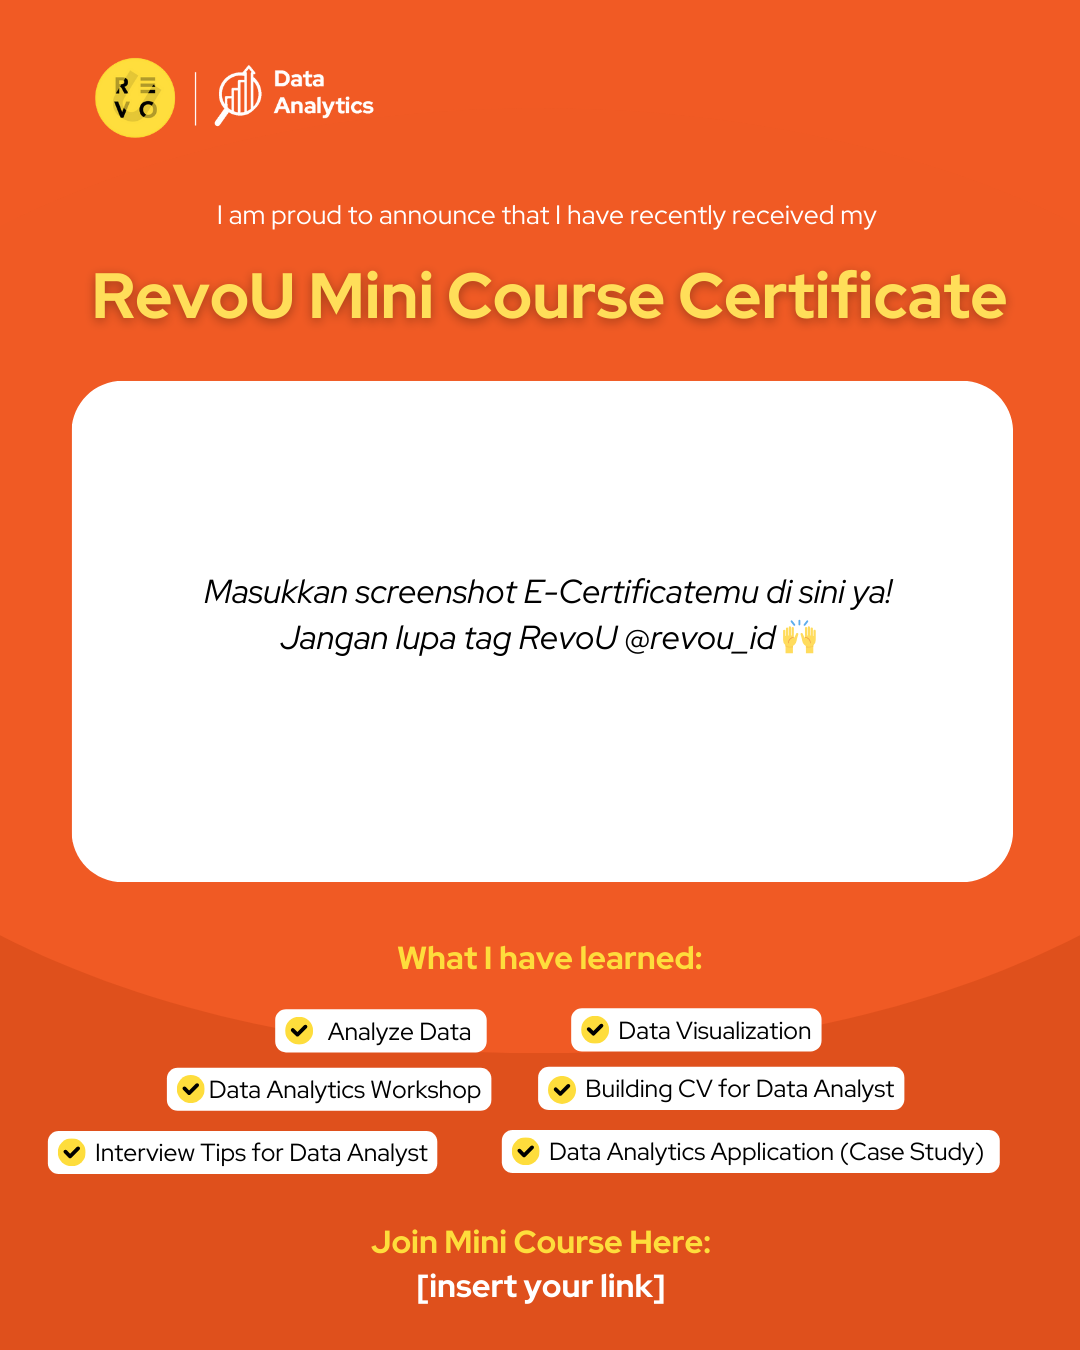 RE
VO
Data
Analytics
I am proud to announce that I have recently received my
RevoU Mini Course Certificate
Masukkan screenshot E-Certificatemu di sini ya!
Jangan lupa tag RevoU @revou_id 🙌
What I have learned:
Analyze Data
Data Visualization
Data Analytics Workshop
Building CV for Data Analyst
Interview Tips for Data Analyst
Data Analytics Application (Case Study)
Join Mini Course Here:
[insert your link]